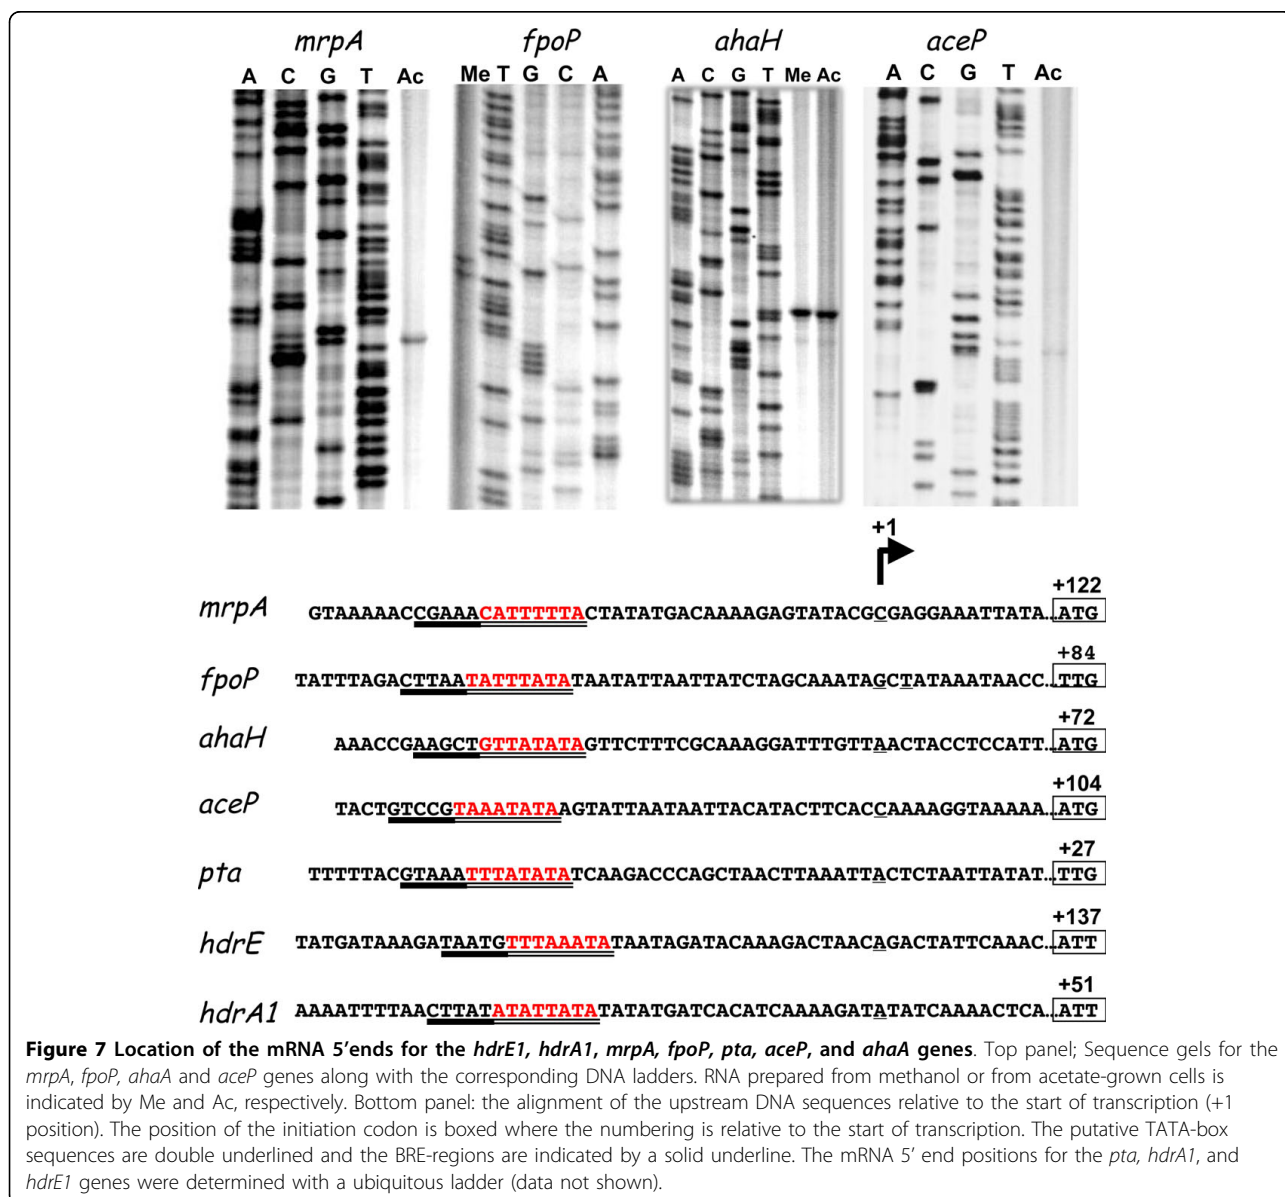 mrpA fpoP ahaH aceP
A C G T Ac Me T G C A A C G T Me Ac A C G T Ac
+1
+122
mrpA GTAAAAACCGAAACATTTTTACTATATGACAAAAGAGTATACGCGAGGAAATTATA...ATG
+84
fpoP TATTTAGACTTAATATTTATATAATATTAATTATCTAGCAAATAGCTATAAATAACC...TTG
+72
ahaH AAACCGAAGCTGTTATATAGTTCTTTCGCAAAGGATTTGTTAACTACCTCCATT...ATG
+104
aceP TACTGTCCGTAAATATAAGTATTAATAATTACATACTTCACCAAAAGGTAAAAA...ATG
+27
pta TTTTTACGTAAATTTATATATCAAGACCCAGCTAACTTAAATTACTCTAATTATAT...TTG
+137
hdrE TATGATAAAGATAATGTTTAAATATAATAGATACAAAGACTAACAGACTATTCAAAC...ATT
+51
hdrA1 AAAATTTTAACTTATATATTATATATATGATCACATCAAAAGATATATCAAAACTCA...ATT
Figure 7 Location of the mRNA 5'ends for the hdrE1, hdrA1, mrpA, fpoP, pta, aceP, and ahaA genes. Top panel; Sequence gels for the
mrpA, fpoP, ahaA and aceP genes along with the corresponding DNA ladders. RNA prepared from methanol or from acetate-grown cells is
indicated by Me and Ac, respectively. Bottom panel: the alignment of the upstream DNA sequences relative to the start of transcription (+1
position). The position of the initiation codon is boxed where the numbering is relative to the start of transcription. The putative TATA-box
sequences are double underlined and the BRE-regions are indicated by a solid underline. The mRNA 5' end positions for the pta, hdrA1, and
hdrE1 genes were determined with a ubiquitous ladder (data not shown).